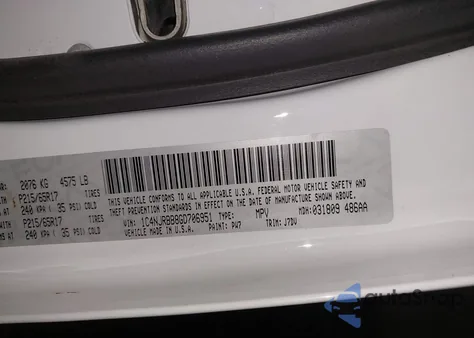 2076 KG 4575 LB
P215/65R17 TIRES
240 KPA ( 35 PSI) COLD
P215/65R17 TIRES
240 KPA ( 35 PSI) COLD
THIS VEHICLE CONFORMS TO ALL APPLICABLE U.S.A. FEDERAL MOTOR VEHICLE SAFETY AND
THEFT PREVENTION STANDARDS IN EFFECT ON THE DATE OF MANUFACTURE SHOWN ABOVE.
VIN: 1C4NJRBB8GD706951 MPV MDH: 031809 486AA
VEHICLE MADE IN U.S.A. PAINT: PW7 TRIM: J7DV
autoSnap